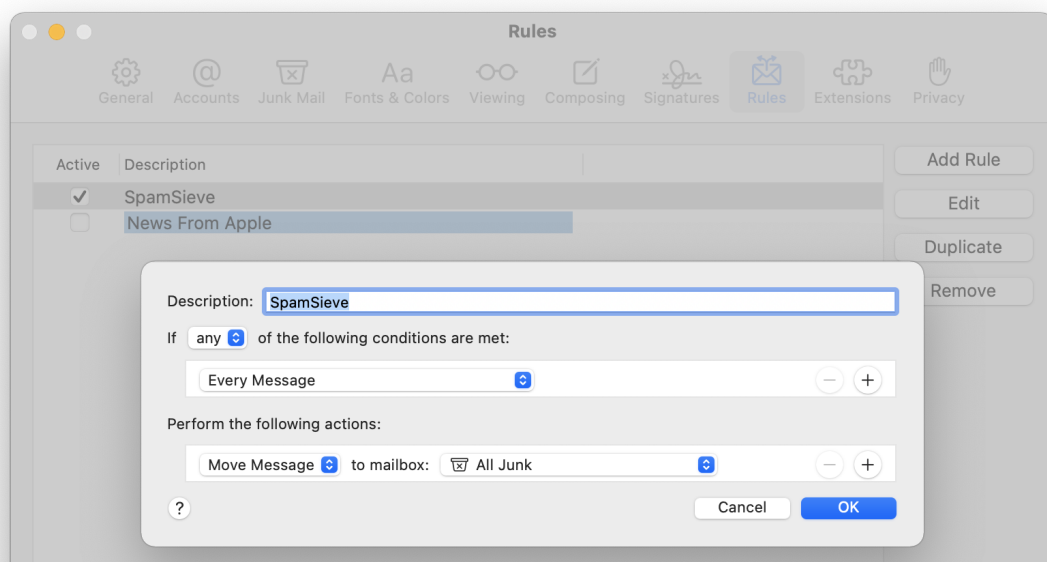 Rules
General Accounts Junk Mail Fonts & Colors Viewing Composing Signatures Rules Extensions Privacy
Active Description
Add Rule
SpamSieve
Edit
News From Apple
Duplicate
Remove
Description: SpamSieve
If any of the following conditions are met:
Every Message
Perform the following actions:
Move Message to mailbox: All Junk
? Cancel OK